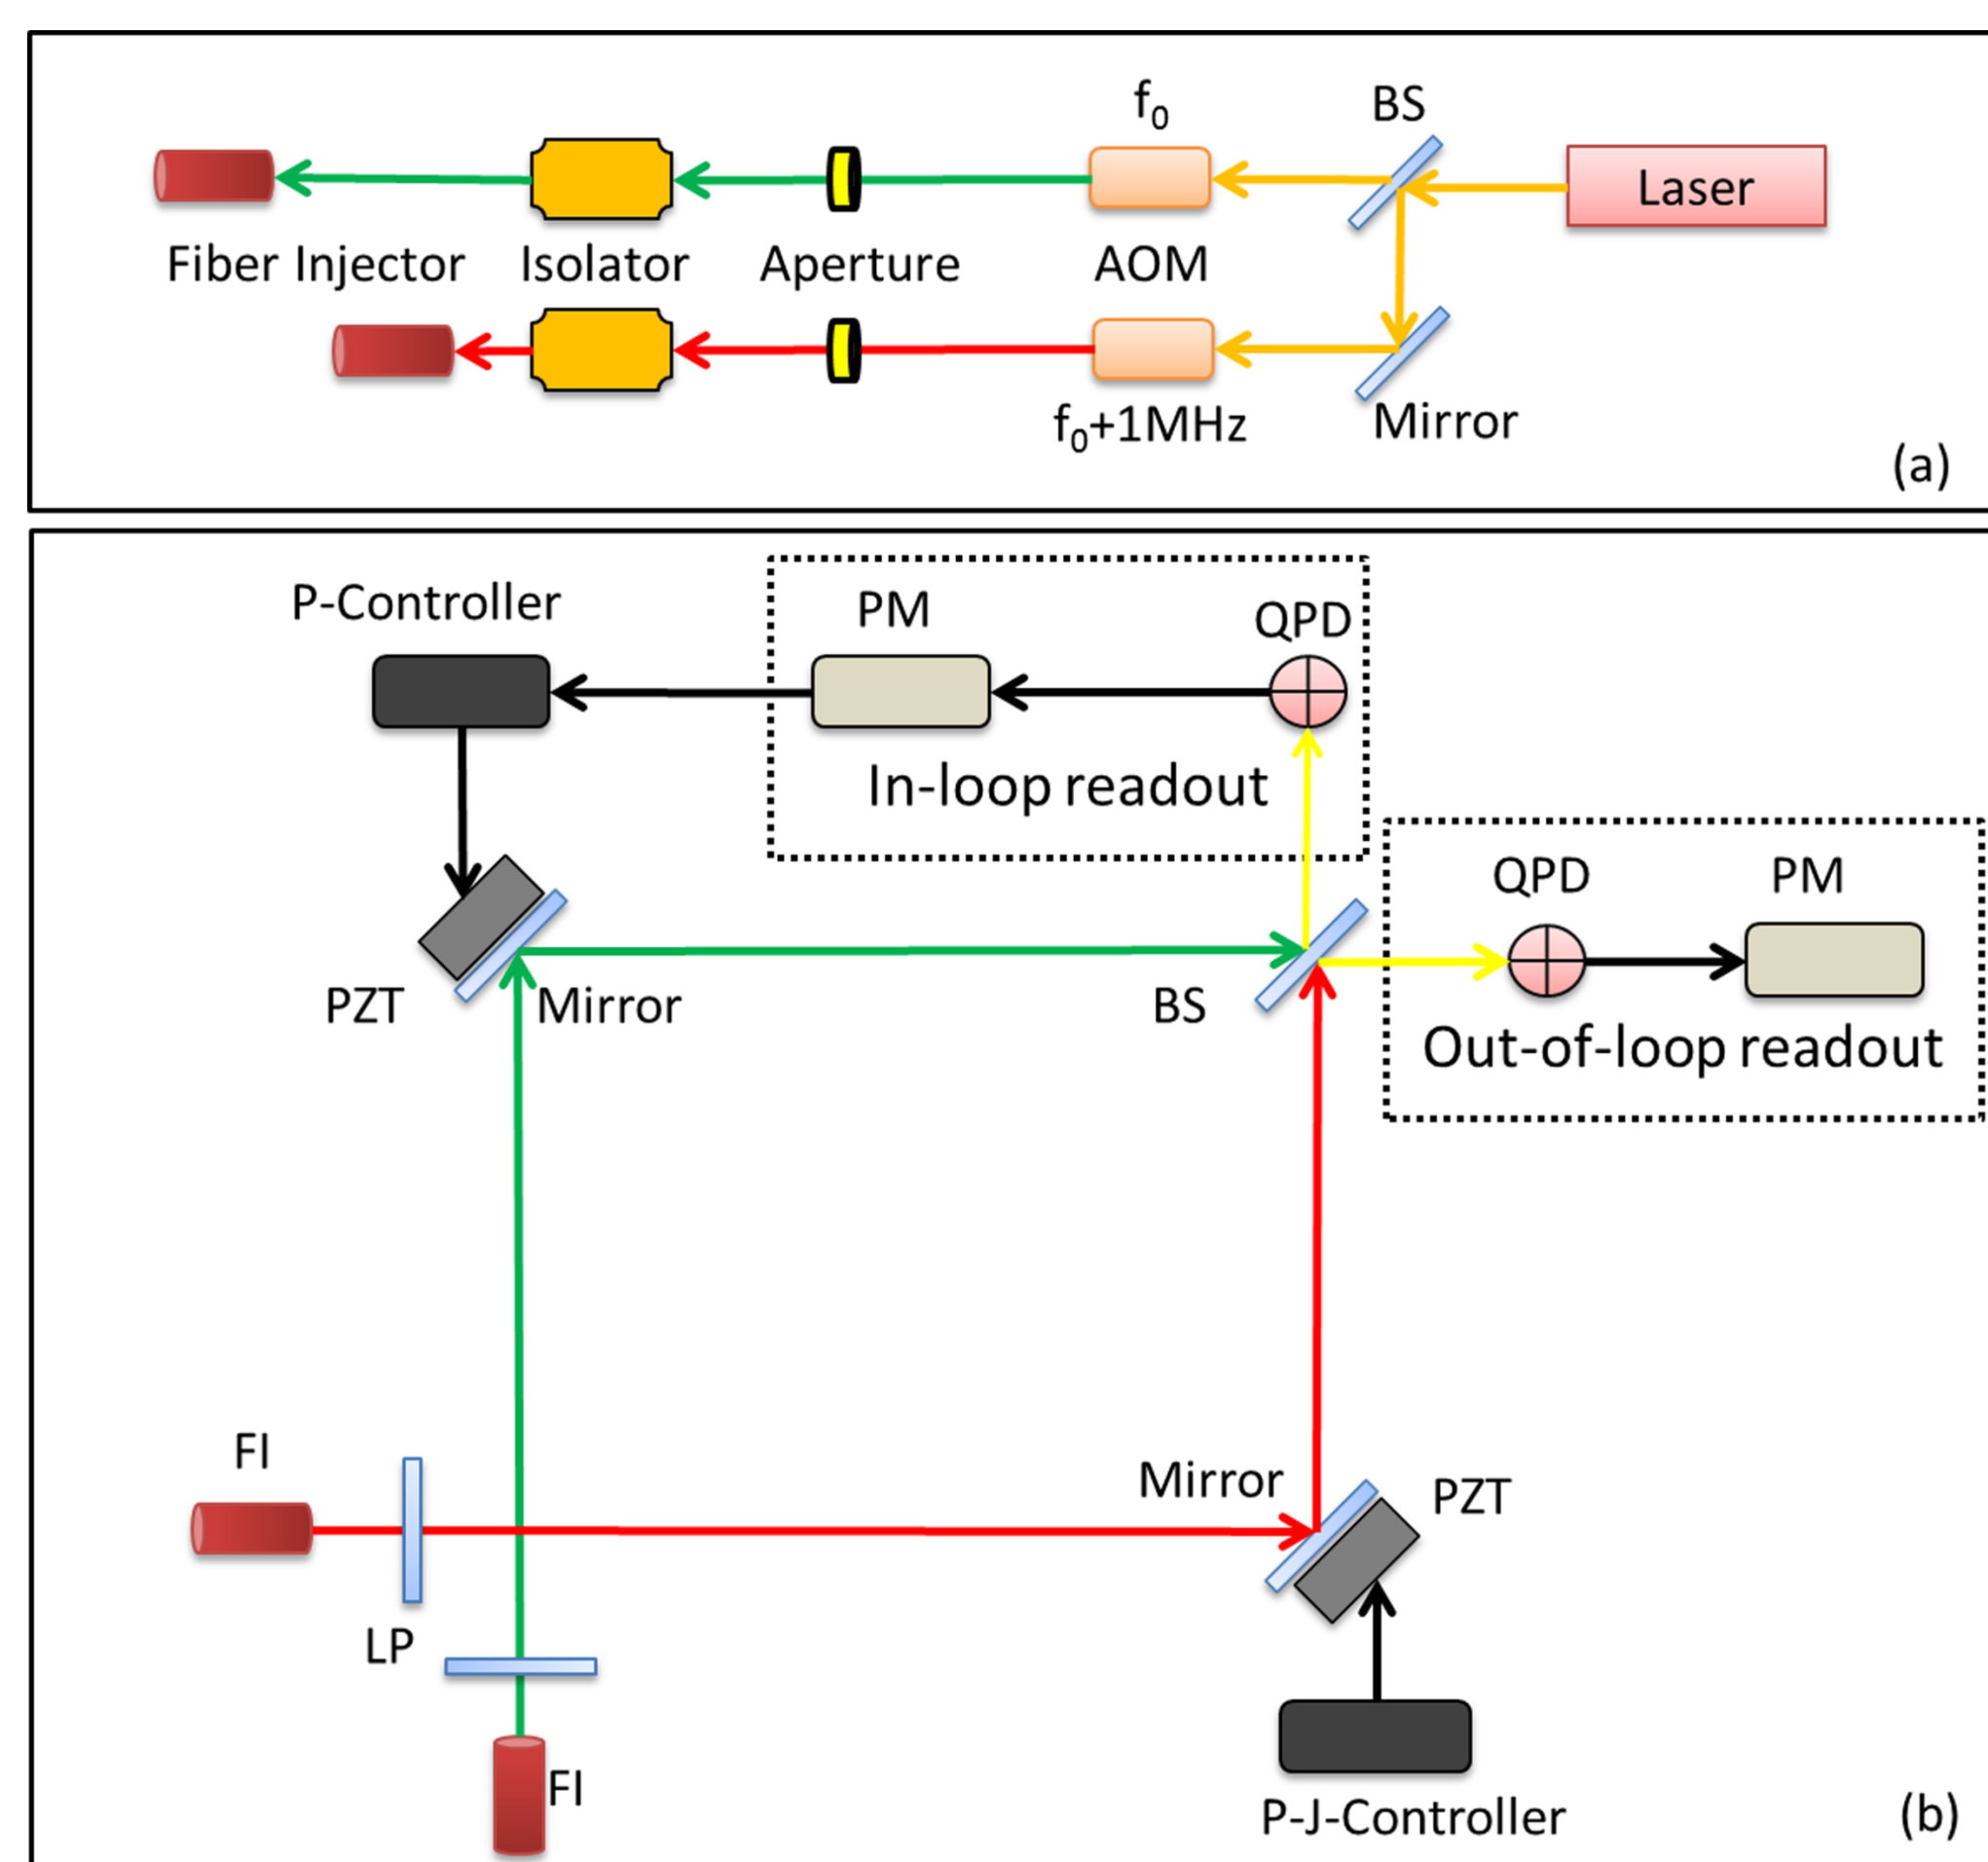 f₀
BS
Laser
Fiber Injector
Isolator
Aperture
AOM
f₀+1MHz
Mirror
(a)
P-Controller
PM
QPD
In-loop readout
QPD
PM
PZT
Mirror
BS
Out-of-loop readout
FI
Mirror
PZT
LP
FI
P-J-Controller
(b)